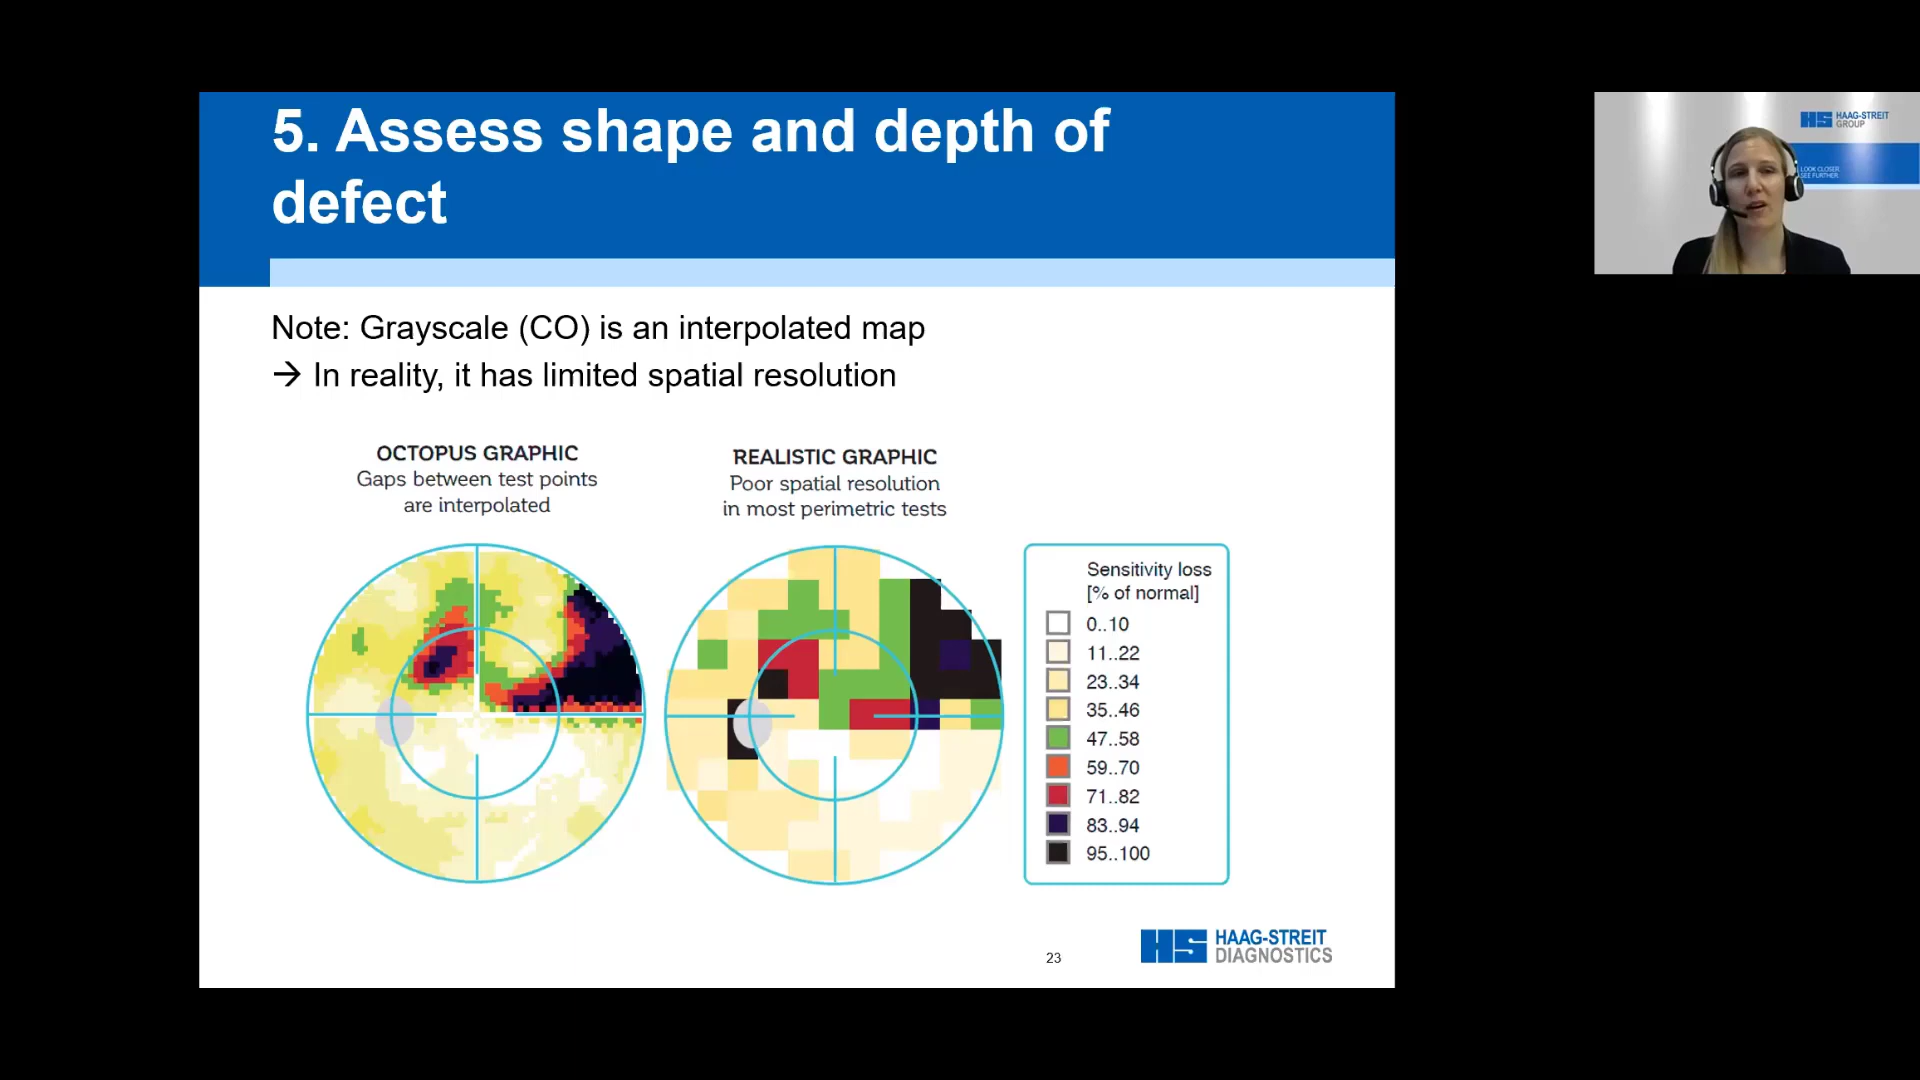 5. Assess shape and depth of
defect
HAAG-STREIT
GROUP
LOOK CLOSER.
SEE FURTHER.
Note: Grayscale (CO) is an interpolated map
→ In reality, it has limited spatial resolution
OCTOPUS GRAPHIC
Gaps between test points
are interpolated
REALISTIC GRAPHIC
Poor spatial resolution
in most perimetric tests
Sensitivity loss
[% of normal]
0..10
11..22
23..34
35..46
47..58
59..70
71..82
83..94
95..100
23
HS HAAG-STREIT
DIAGNOSTICS